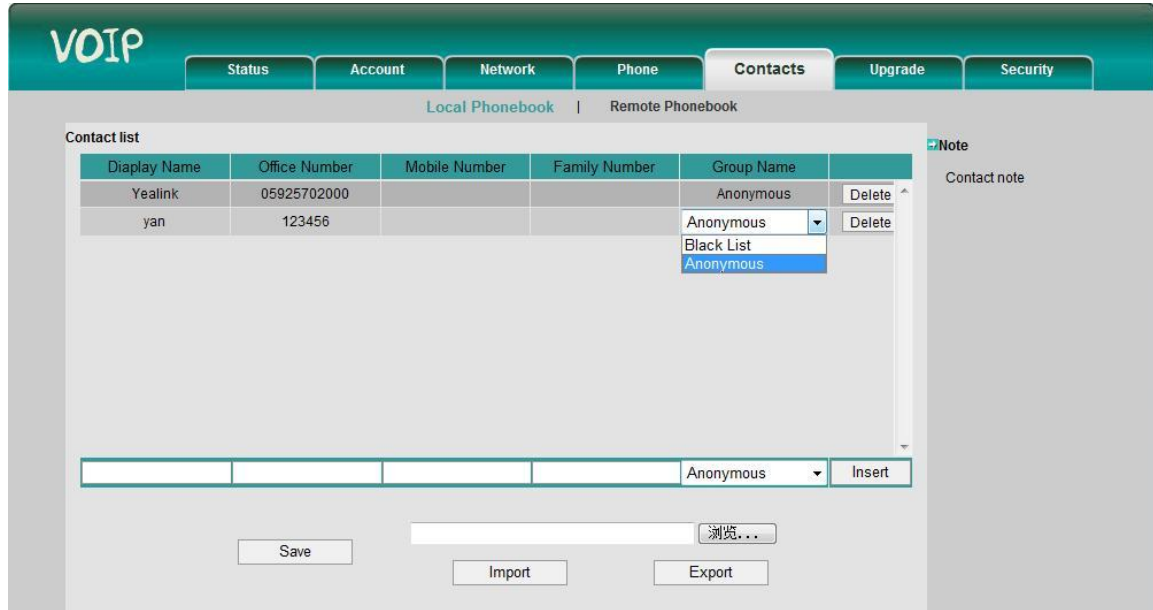 VOIP
Status Account Network Phone Contacts Upgrade Security
Local Phonebook | Remote Phonebook
Contact list
Note
Contact note
Diaplay Name Office Number Mobile Number Family Number Group Name
Yealink 05925702000 Anonymous Delete
yan 123456 Anonymous Delete
Black List
Anonymous
Anonymous Insert
浏览...
Save
Import Export